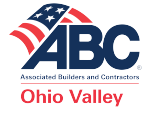 ABC®
Associated Builders and Contractors
Ohio Valley